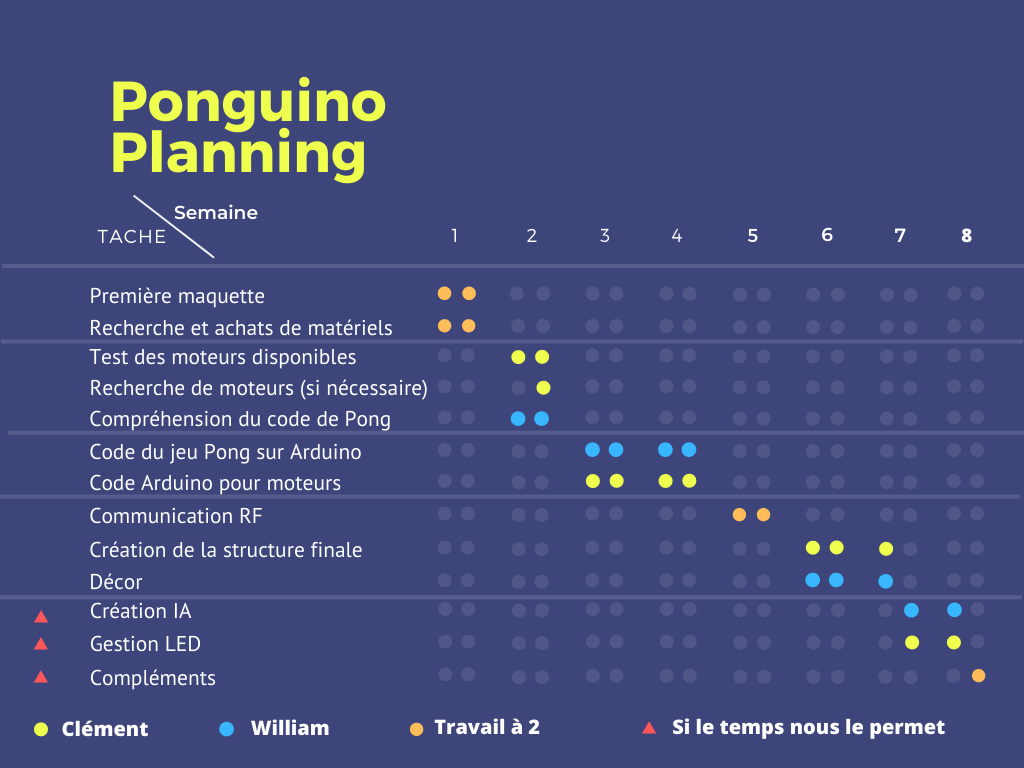 Ponguino
Planning
Semaine
TACHE 1 2 3 4 5 6 7 8
Première maquette
Recherche et achats de matériels
Test des moteurs disponibles
Recherche de moteurs (si nécessaire)
Compréhension du code de Pong
Code du jeu Pong sur Arduino
Code Arduino pour moteurs
Communication RF
Création de la structure finale
Décor
Création IA
Gestion LED
Compléments
Clément William Travail à 2 Si le temps nous le permet